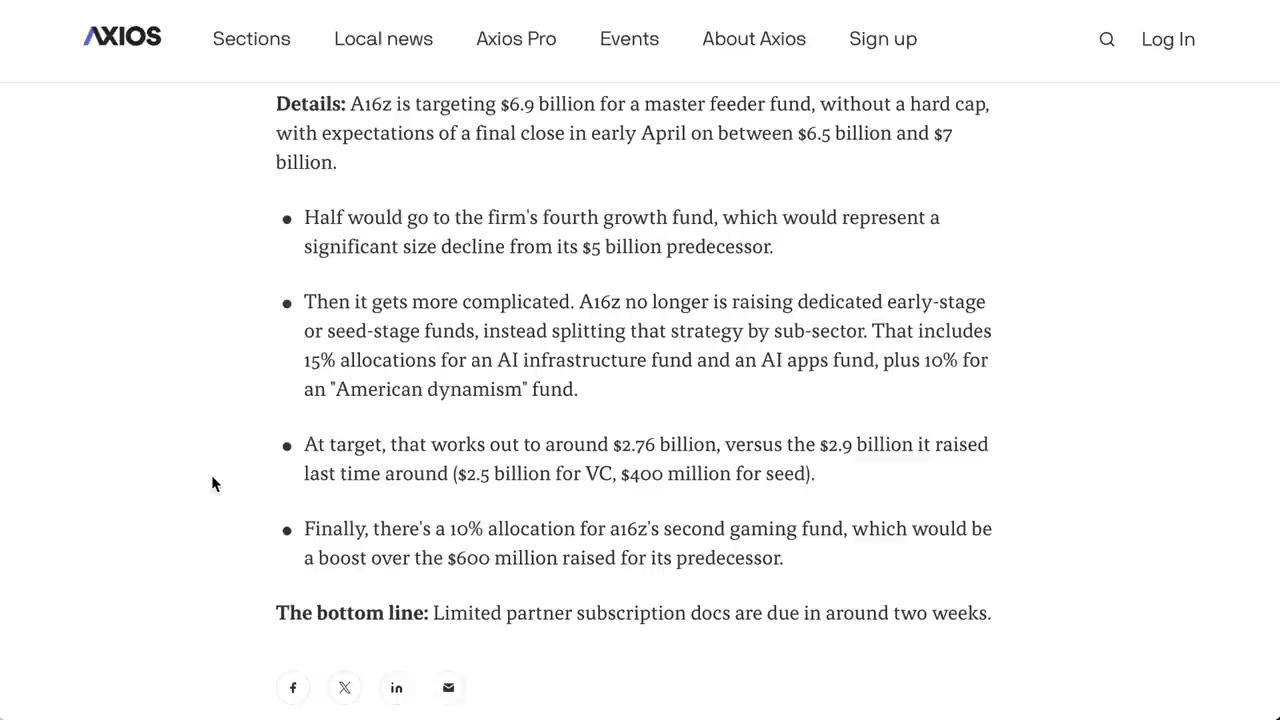 AXIOS Sections Local news Axios Pro Events About Axios Sign up Log In
Details: A16z is targeting $6.9 billion for a master feeder fund, without a hard cap,
with expectations of a final close in early April on between $6.5 billion and $7
billion.
● Half would go to the firm's fourth growth fund, which would represent a
significant size decline from its $5 billion predecessor.
● Then it gets more complicated. A16z no longer is raising dedicated early-stage
or seed-stage funds, instead splitting that strategy by sub-sector. That includes
15% allocations for an AI infrastructure fund and an AI apps fund, plus 10% for
an "American dynamism" fund.
● At target, that works out to around $2.76 billion, versus the $2.9 billion it raised
last time around ($2.5 billion for VC, $400 million for seed).
● Finally, there's a 10% allocation for a16z's second gaming fund, which would be
a boost over the $600 million raised for its predecessor.
The bottom line: Limited partner subscription docs are due in around two weeks.